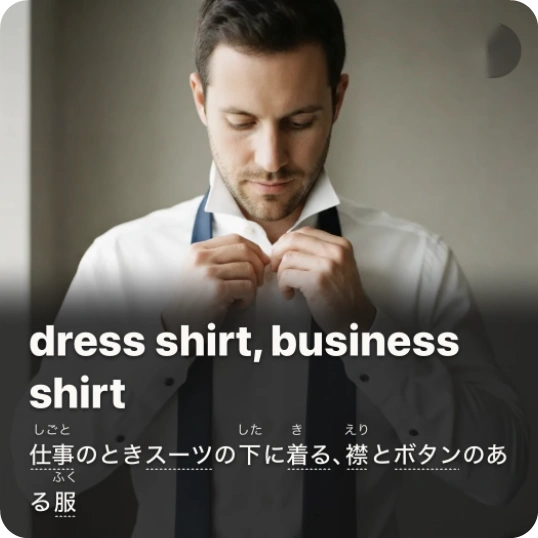 dress shirt, business
shirt
しごと した き えり
仕事のときスーツの下に着る、襟とボタンのあ
ふく
る服